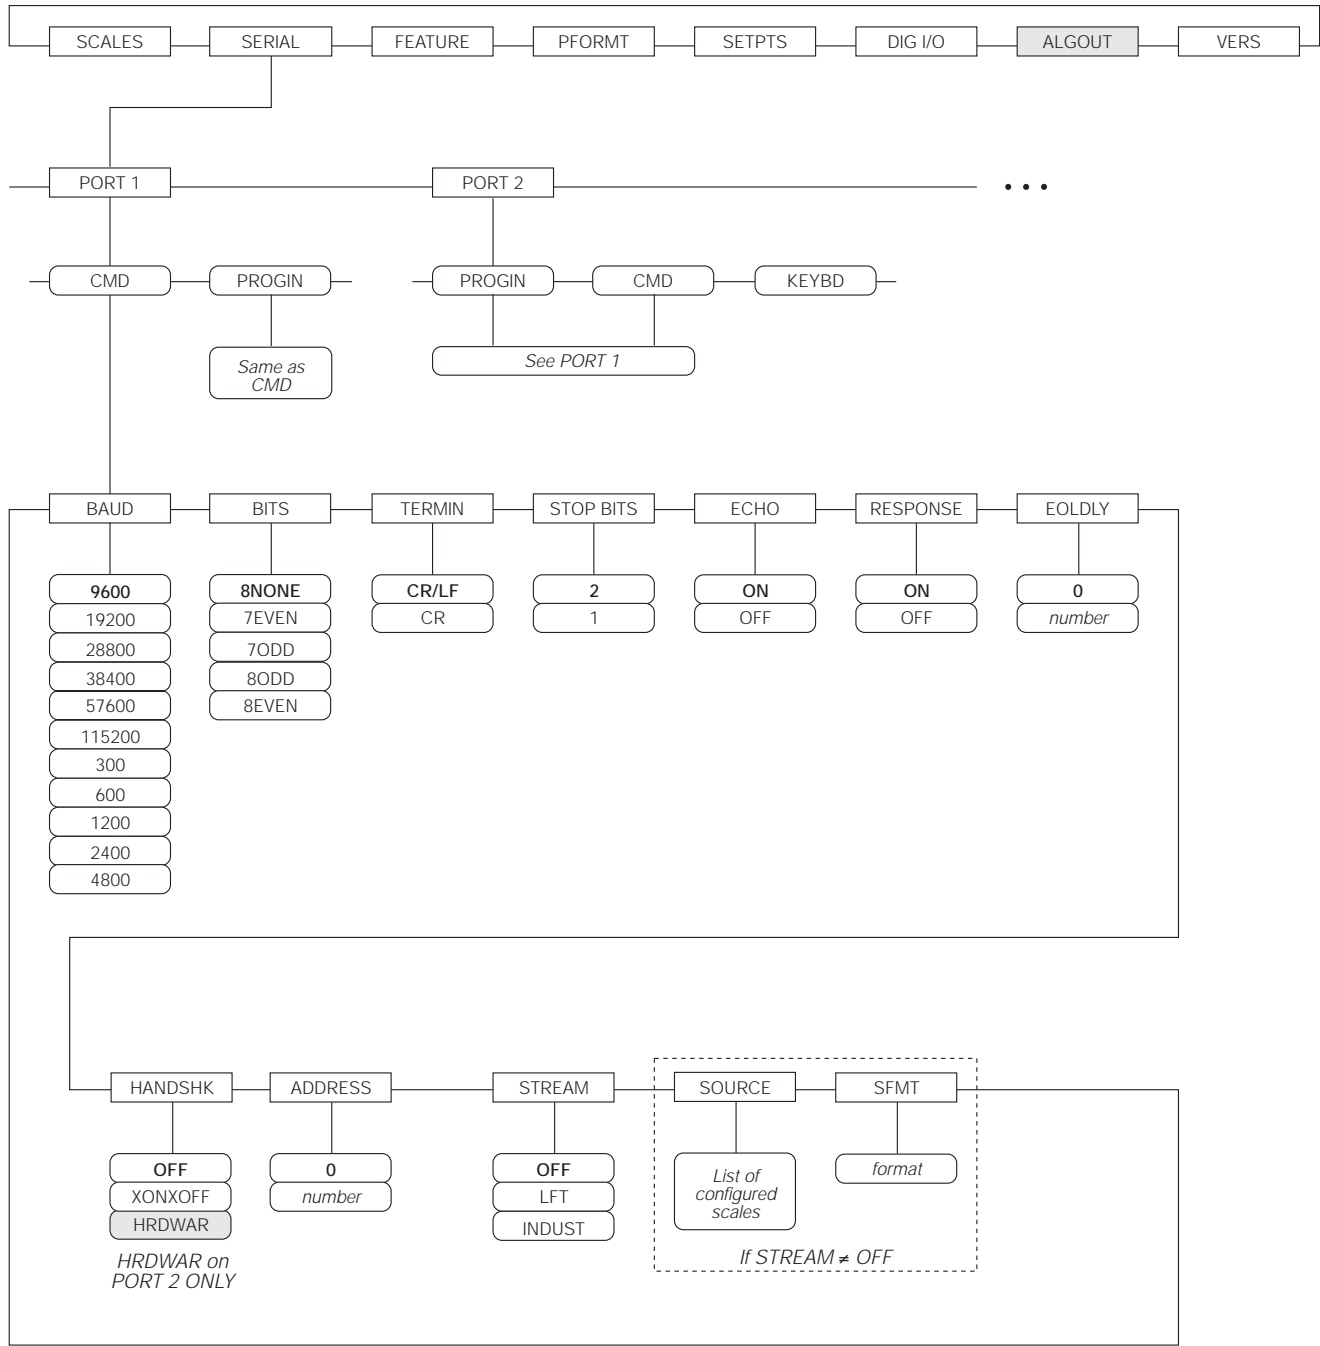 SCALES
SERIAL
FEATURE
PFORMT
SETPTS
DIG I/O
ALGOUT
VERS
PORT 1
PORT 2
• • •
CMD
PROGIN
PROGIN
CMD
KEYBD
Same as
CMD
See PORT 1
BAUD
BITS
TERMIN
STOP BITS
ECHO
RESPONSE
EOLDLY
9600
19200
28800
38400
57600
115200
300
600
1200
2400
4800
8NONE
7EVEN
7ODD
8ODD
8EVEN
CR/LF
CR
2
1
ON
OFF
ON
OFF
0
number
HANDSHK
ADDRESS
STREAM
SOURCE
SFMT
OFF
XONXOFF
HRDWAR
HRDWAR on
PORT 2 ONLY
0
number
OFF
LFT
INDUST
List of
configured
scales
format
If STREAM ≠ OFF